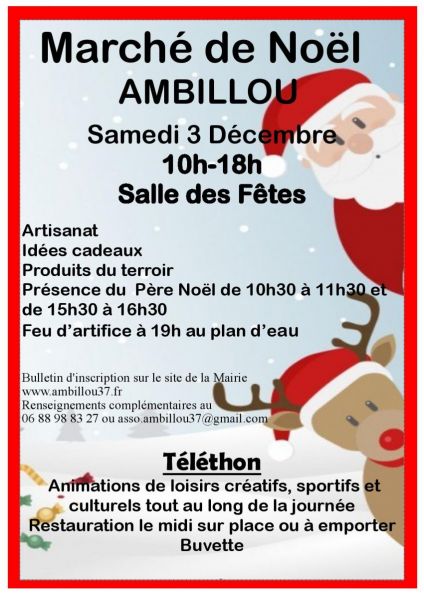 Marché de Noël
AMBILLOU
Samedi 3 Décembre
10h-18h
Salle des Fêtes
Artisanat
Idées cadeaux
Produits du terroir
Présence du Père Noël de 10h30 à 11h30 et
de 15h30 à 16h30
Feu d'artifice à 19h au plan d'eau
Bulletin d'inscription sur le site de la Mairie
www.ambillou37.fr
Renseignements complémentaires au
06 88 98 83 27 ou asso.ambillou37@gmail.com
Téléthon
Animations de loisirs créatifs, sportifs et
culturels tout au long de la journée
Restauration le midi sur place ou à emporter
Buvette